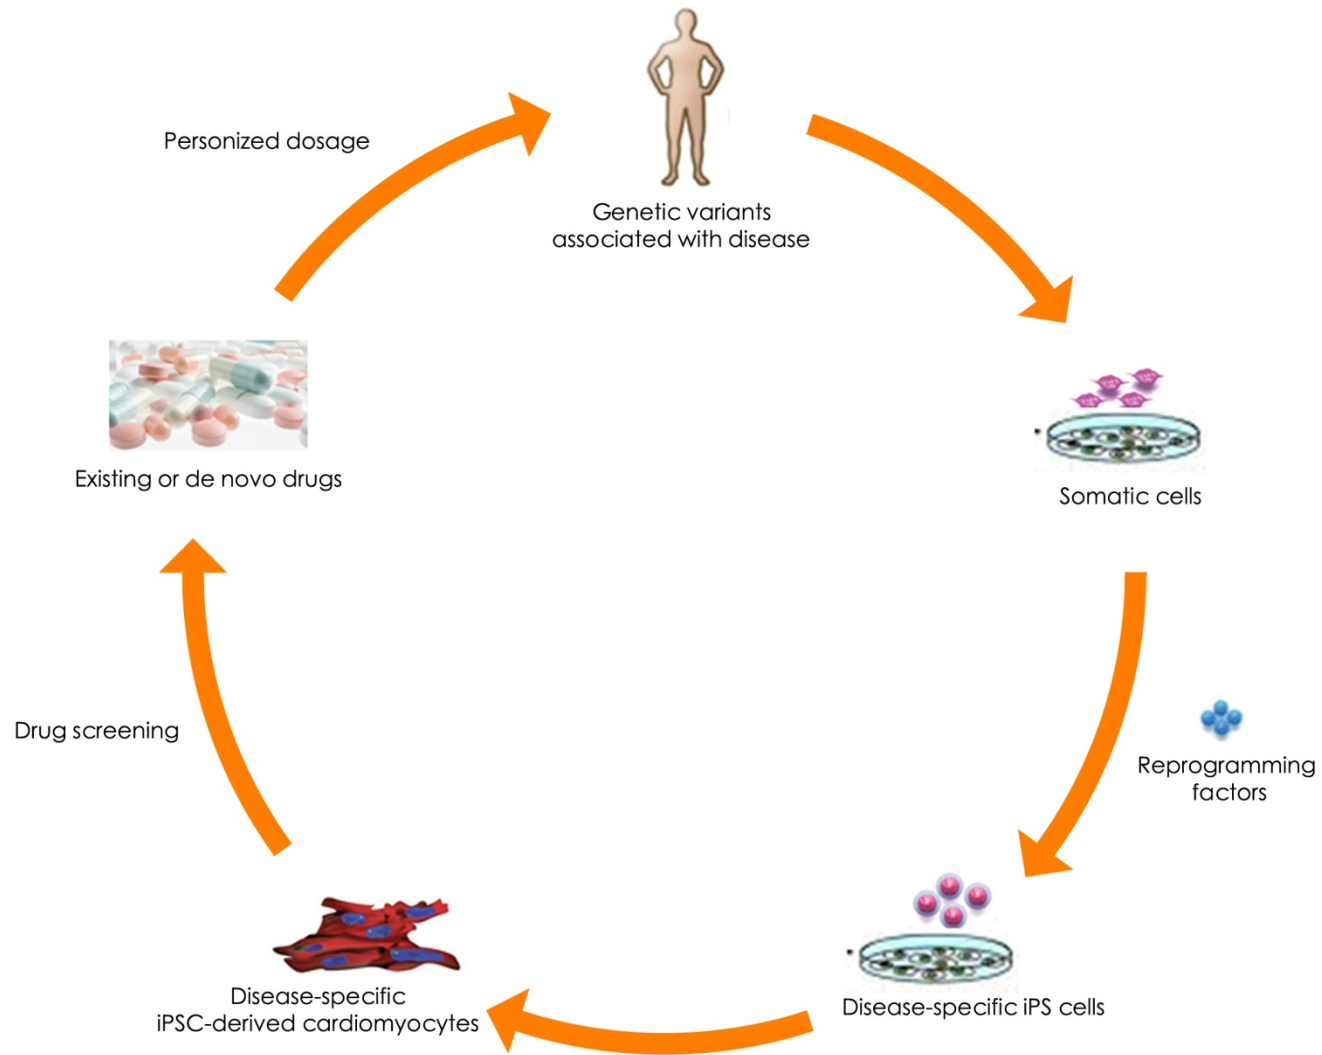 Personized dosage
Genetic variants
associated with disease
Existing or de novo drugs
Somatic cells
Drug screening
Reprogramming
factors
Disease-specific
iPSC-derived cardiomyocytes
Disease-specific iPS cells